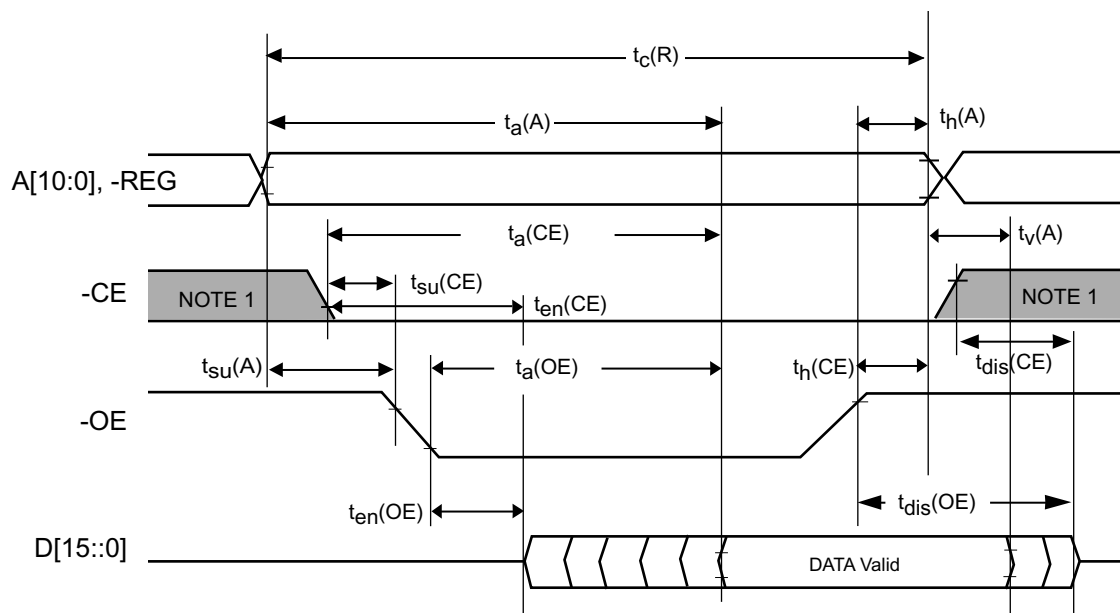 tc(R)
ta(A)
th(A)
A[10:0], -REG
ta(CE)
tv(A)
-CE
NOTE 1
tsu(CE)
ten(CE)
NOTE 1
tsu(A)
ta(OE)
th(CE)
tdis(CE)
-OE
ten(OE)
tdis(OE)
D[15::0]
DATA Valid